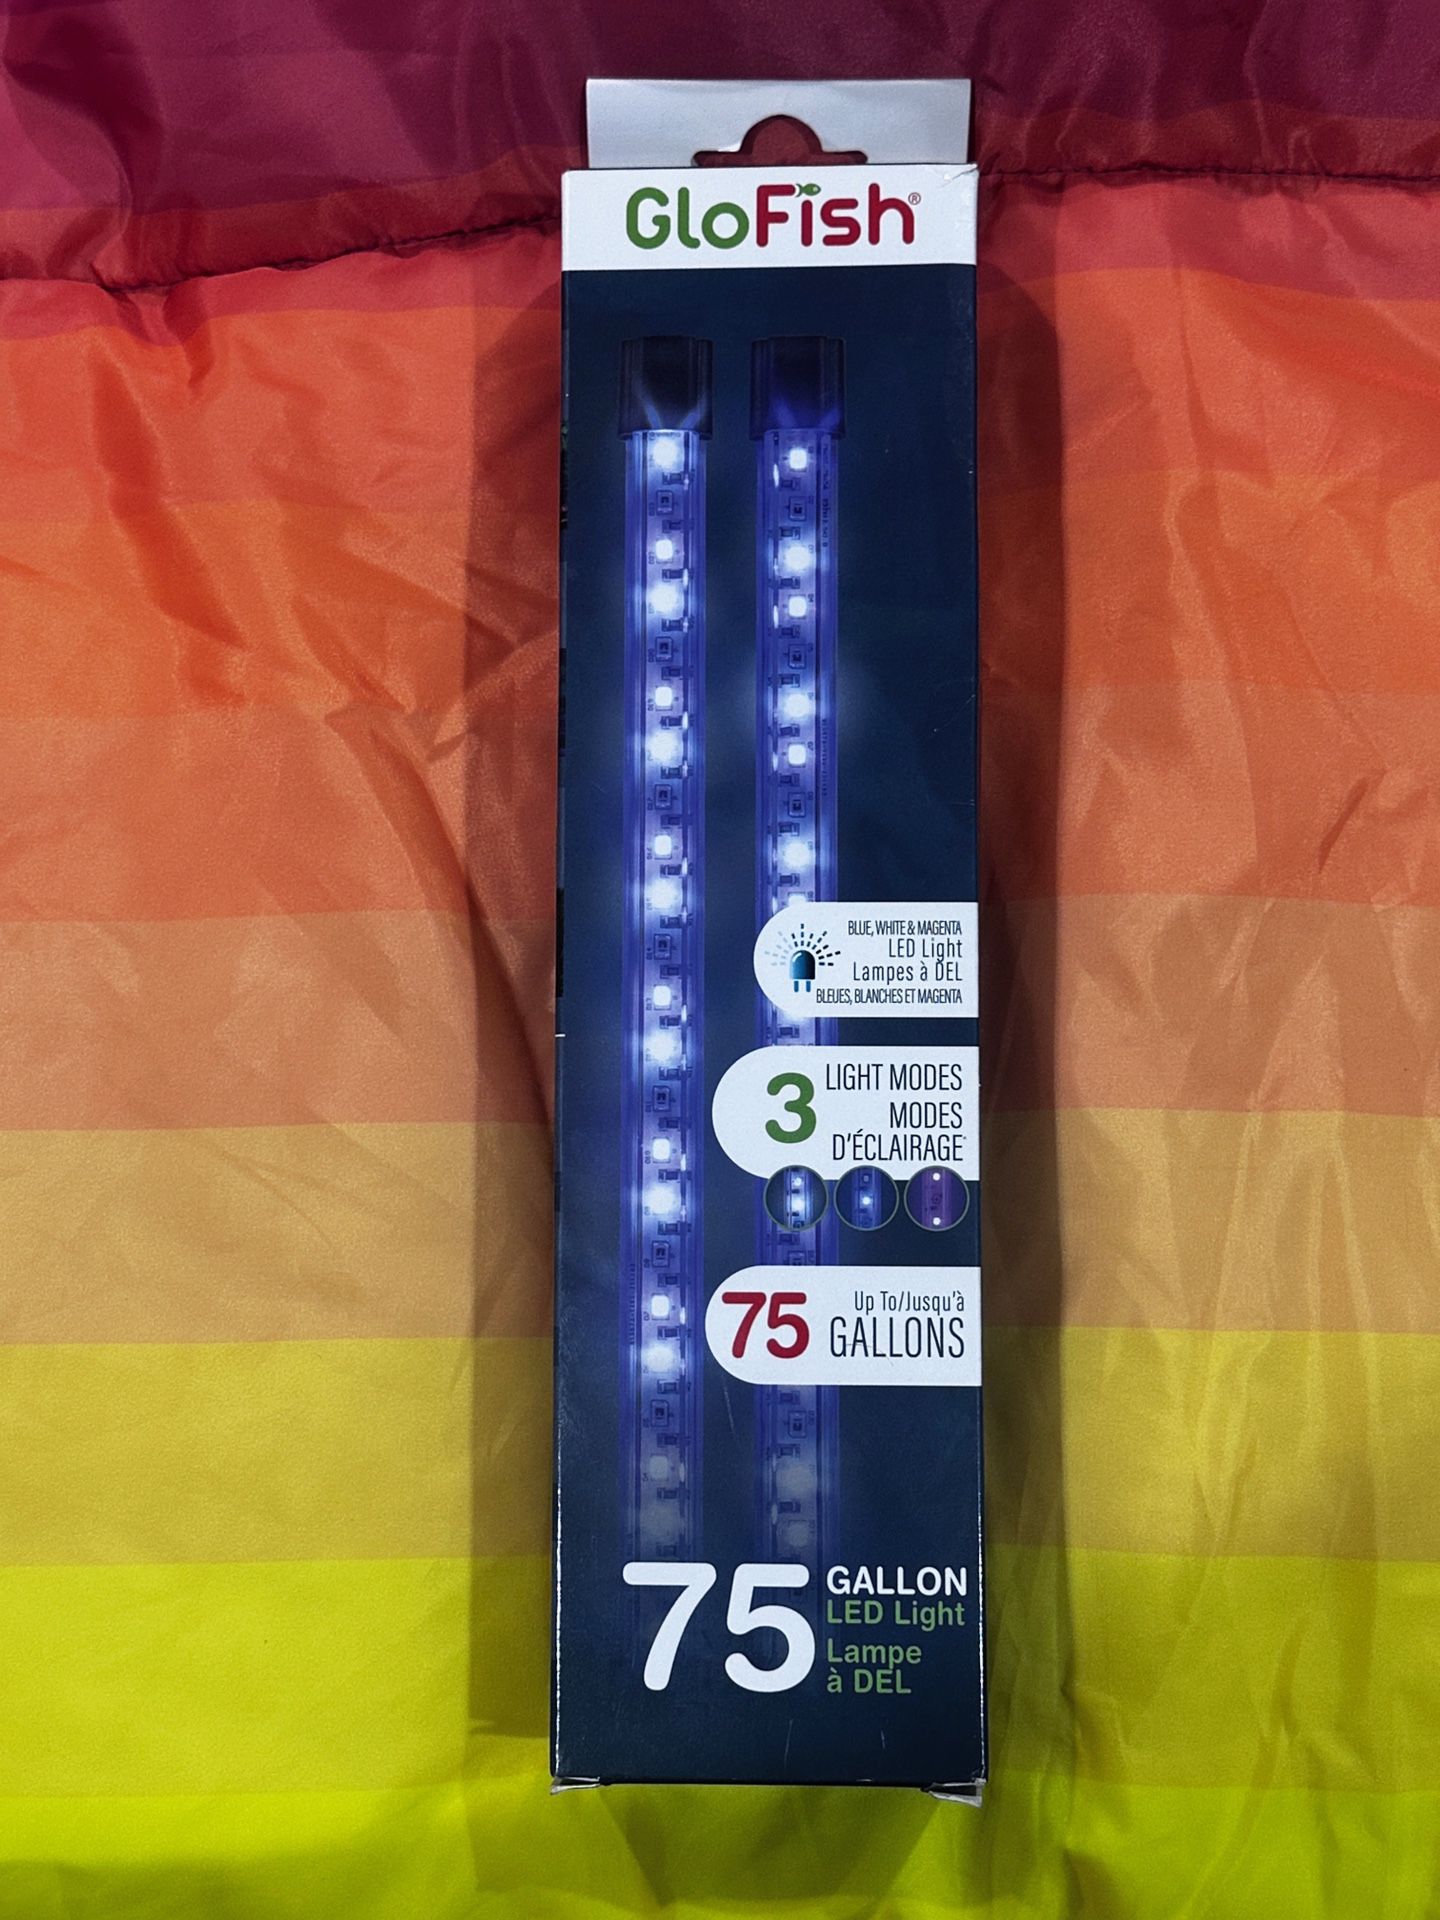 GloFish®
BLUE, WHITE & MAGENTA
LED Light
Lampes à DEL
BLEUES, BLANCHES ET MAGENTA
3
LIGHT MODES
MODES
D'ÉCLAIRAGE
75
Up To/Jusqu'à
GALLONS
75
GALLON
LED Light
Lampe
à DEL